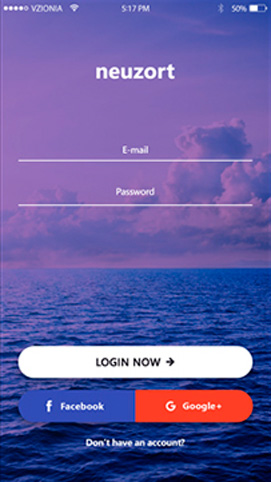 VZIONIA 5:17 PM 50%
neuzort
E-mail
Password
LOGIN NOW →
Facebook Google+
Don't have an account?